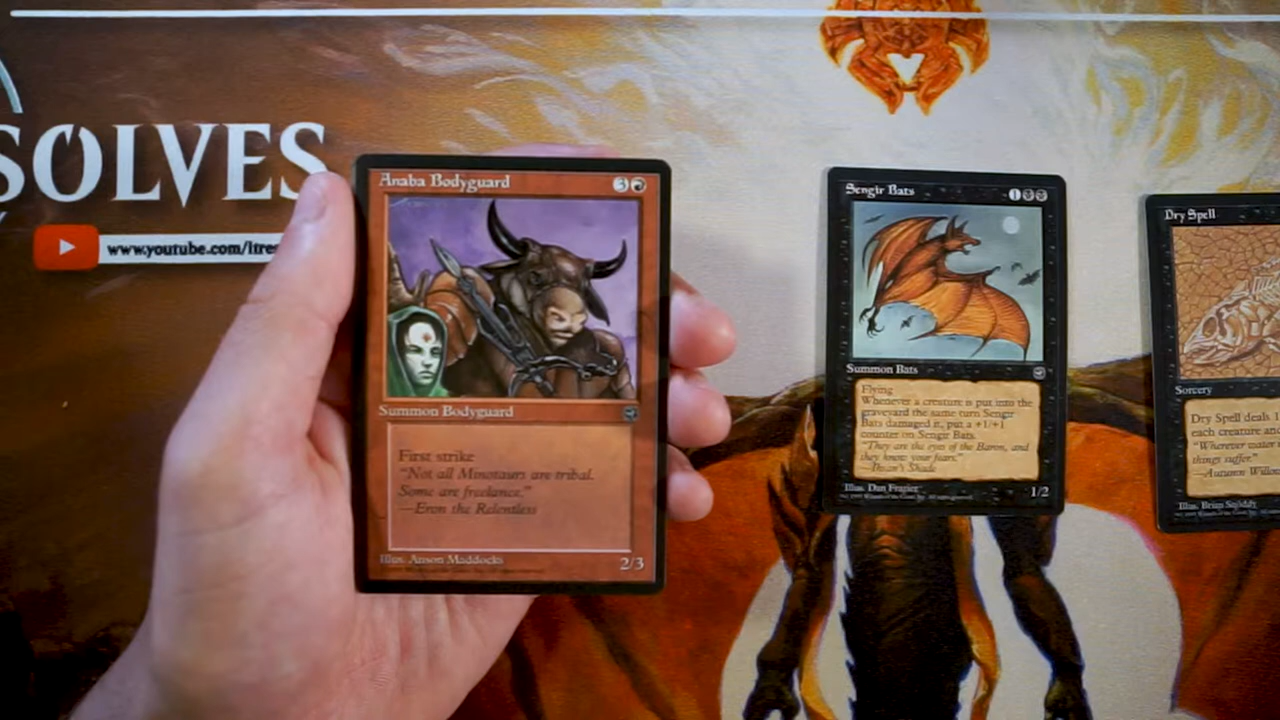 SOLVES
www.youtube.com/itres
Anaba Bodyguard
3
Summon Bodyguard
First strike
"Not all Minotaurs are tribal.
Some are freelance."
—Eron the Relentless
Illus. Anson Maddocks
2/3
Sengir Bats
1
Summon Bats
Flying
Whenever a creature is put into the
graveyard the same turn Sengir
Bats damaged it, put a +1/+1
counter on Sengir Bats.
"They are the eyes of the Baron, and
they know your fears."
—Ihsan's Shade
Illus. Dan Frazier
1/2
Dry Spell
Sorcery
Dry Spell deals 1
each creature and
"Wherever water
things suffer."
—Autumn Willow
Illus. Brian Snõddy